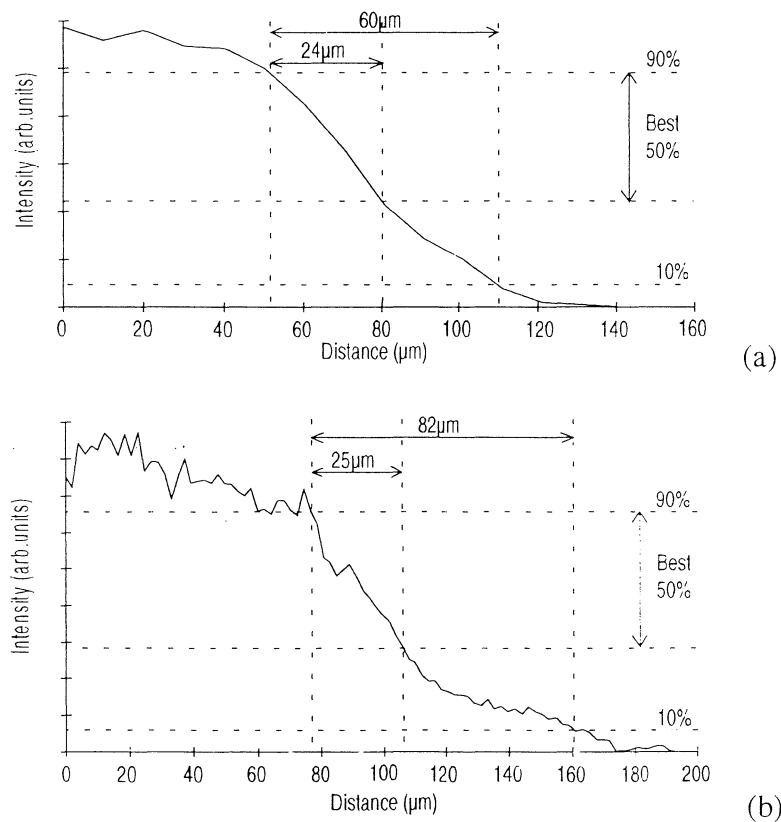 60µm
24µm
90%
Best
50%
10%
Intensity (arb.units)
0 20 40 60 80 100 120 140 160
Distance (µm)
(a)
82µm
25µm
90%
Best
50%
10%
Intensity (arb.units)
0 20 40 60 80 100 120 140 160 180 200
Distance (µm)
(b)